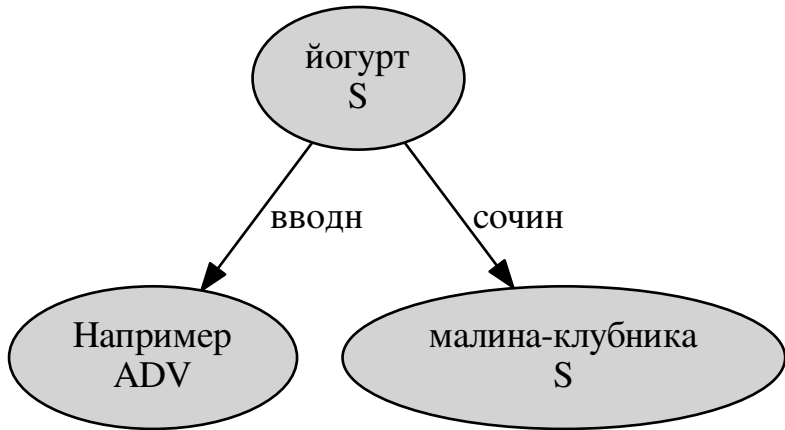 йогурт
S
вводн
сочин
Например
ADV
малина-клубника
S